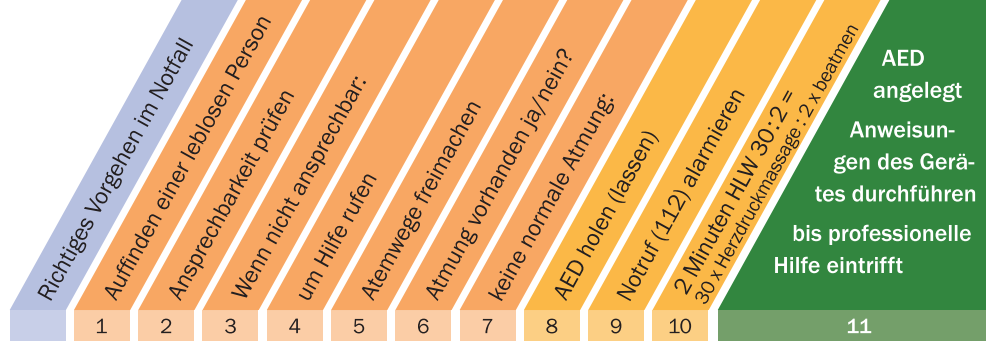 Richtiges Vorgehen im Notfall
Auffinden einer leblosen Person
Ansprechbarkeit prüfen
Wenn nicht ansprechbar:
um Hilfe rufen
Atemwege freimachen
Atmung vorhanden ja/nein?
keine normale Atmung:
AED holen (lassen)
Notruf (112) alarmieren
2 Minuten HLW 30:2 =
30 x Herzdruckmassage : 2 x beatmen
AED
angelegt
Anweisun-
gen des Gerä-
tes durchführen
bis professionelle
Hilfe eintrifft
1 2 3 4 5 6 7 8 9 10 11